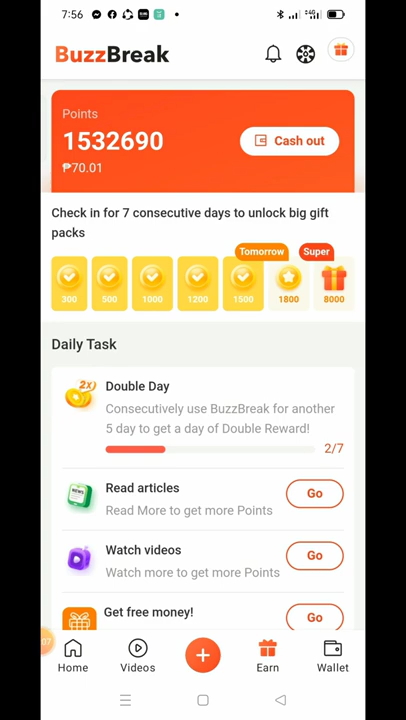 7:56
4G
BuzzBreak
Points
1532690
Cash out
₱70.01
Check in for 7 consecutive days to unlock big gift
packs
Tomorrow
Super
300
500
1000
1200
1500
1800
8000
Daily Task
2X
Double Day
Consecutively use BuzzBreak for another
5 day to get a day of Double Reward!
2/7
NEWS
Read articles
Read More to get more Points
Go
Watch videos
Watch more to get more Points
Go
Get free money!
Go
07
Home
Videos
Earn
Wallet